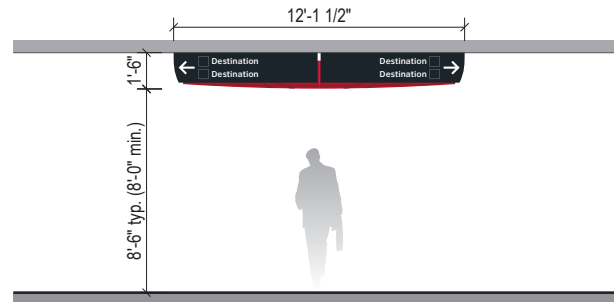 12'-1 1/2"
1'-6"
Destination
Destination
Destination
Destination
8'-6" typ. (8'-0" min.)